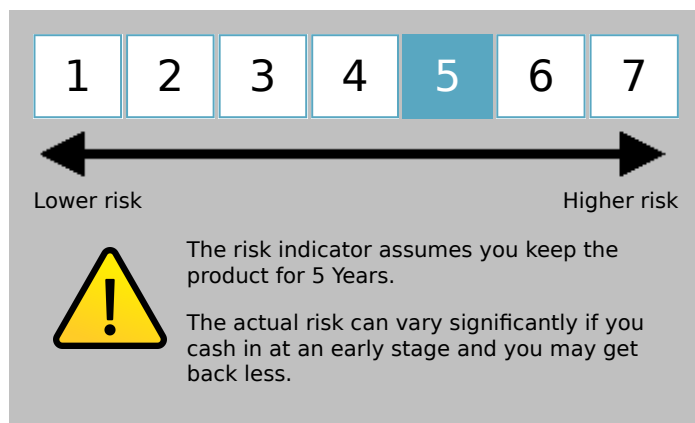 1 2 3 4 5 6 7
Lower risk Higher risk
The risk indicator assumes you keep the
product for 5 Years.
The actual risk can vary significantly if you
cash in at an early stage and you may get
back less.